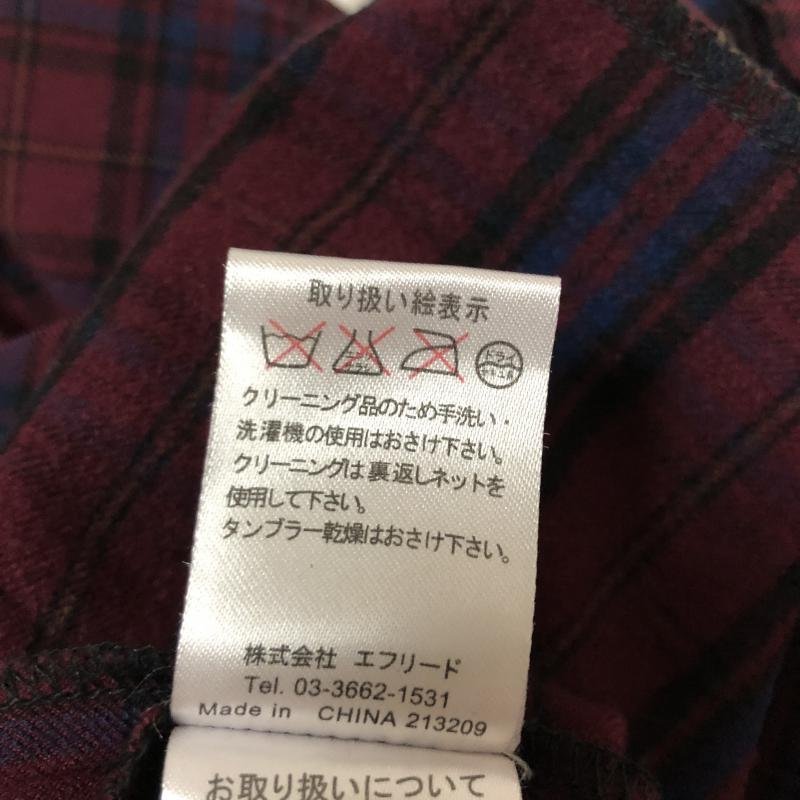 取り扱い絵表示
ドライ
クリーニング品のため手洗い・
洗濯機の使用はおさけ下さい。
クリーニングは裏返しネットを
使用して下さい。
タンブラー乾燥はおさけ下さい。
株式会社 エフリード
Tel. 03-3662-1531
Made in CHINA 213209
お取り扱いについて